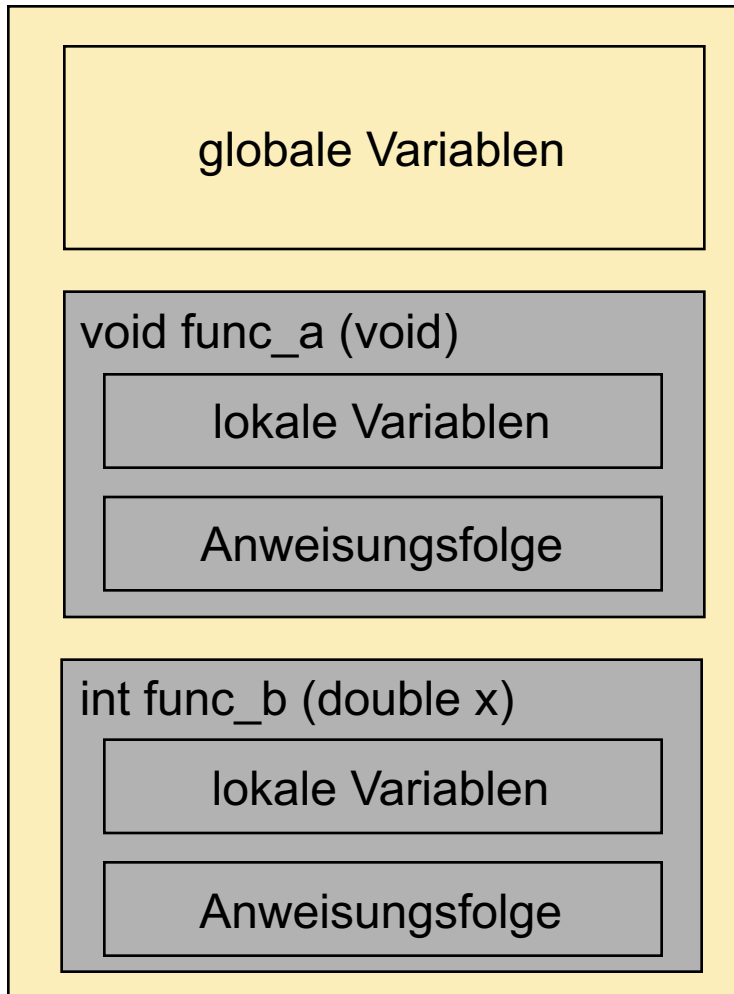 globale Variablen
void func_a (void)
lokale Variablen
Anweisungsfolge
int func_b (double x)
lokale Variablen
Anweisungsfolge